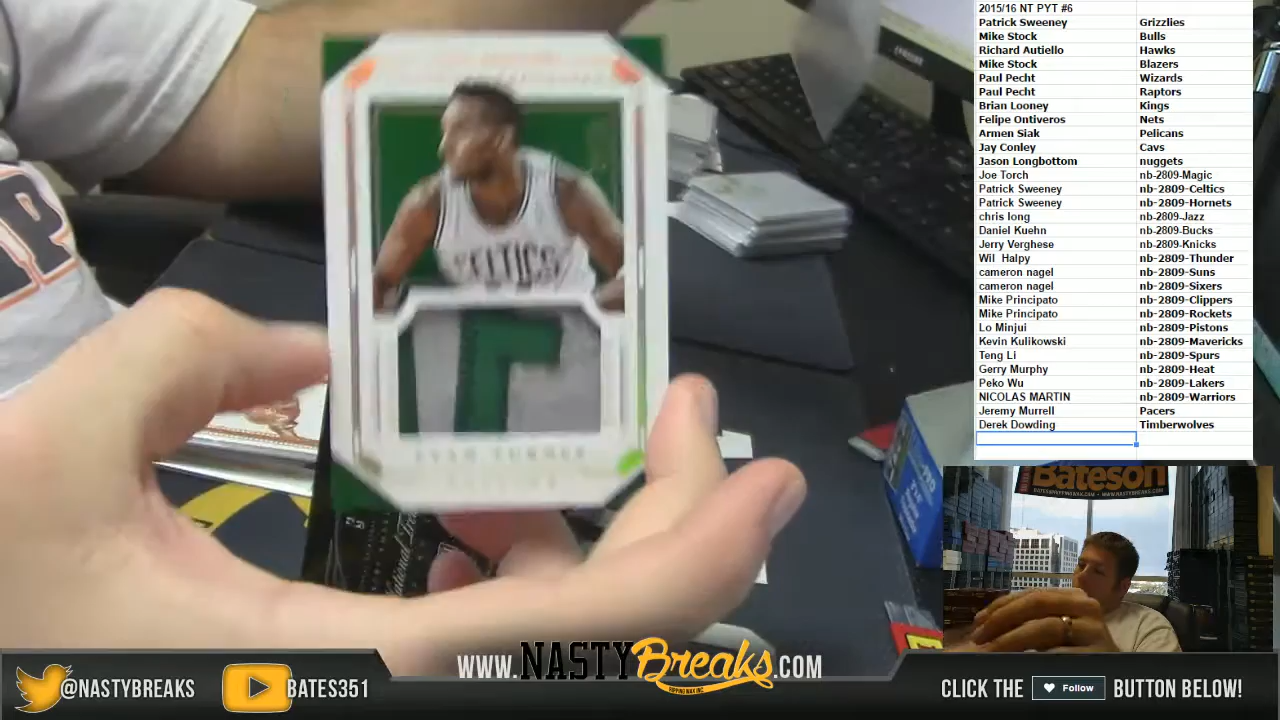 2015/16 NT PYT #6
Patrick Sweeney Grizzlies
Mike Stock Bulls
Richard Autiello Hawks
Mike Stock Blazers
Paul Pecht Wizards
Paul Pecht Raptors
Brian Looney Kings
Felipe Ontiveros Nets
Armen Siak Pelicans
Jay Conley Cavs
Jason Longbottom nuggets
Joe Torch nb-2809-Magic
Patrick Sweeney nb-2809-Celtics
Patrick Sweeney nb-2809-Hornets
chris long nb-2809-Jazz
Daniel Kuehn nb-2809-Bucks
Jerry Verghese nb-2809-Knicks
Wil Halpy nb-2809-Thunder
cameron nagel nb-2809-Suns
cameron nagel nb-2809-Sixers
Mike Principato nb-2809-Clippers
Mike Principato nb-2809-Rockets
Lo Minjui nb-2809-Pistons
Kevin Kulikowski nb-2809-Mavericks
Teng Li nb-2809-Spurs
Gerry Murphy nb-2809-Heat
Peko Wu nb-2809-Lakers
NICOLAS MARTIN nb-2809-Warriors
Jeremy Murrell Pacers
Derek Dowding Timberwolves
CELTICS
EVAN TURNER
Bateson
@NASTYBREAKS
BATES351
WWW.NASTYBreaks.COM
CLICK THE Follow BUTTON BELOW!